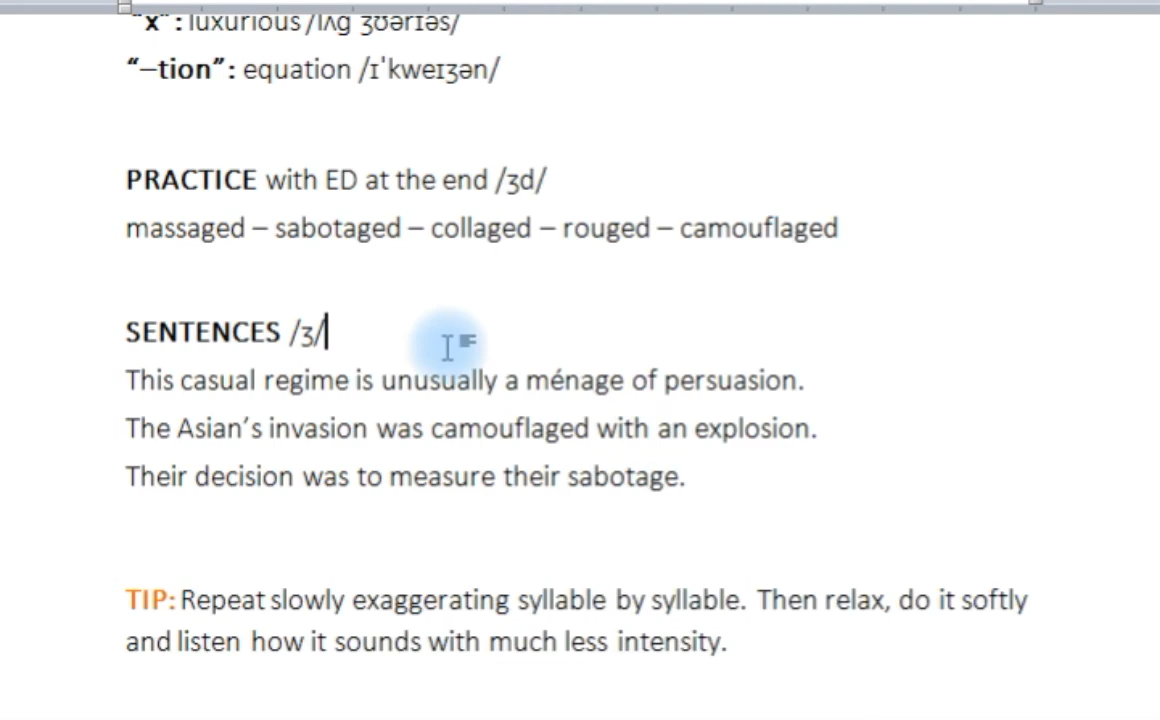 "x" : luxurious /lʌg ʒʊərɪəs/
“–tion”: equation /ɪˈkweɪʒən/
PRACTICE with ED at the end /ʒd/
massaged – sabotaged – collaged – rouged – camouflaged
SENTENCES /ʒ/
This casual regime is unusually a ménage of persuasion.
The Asian’s invasion was camouflaged with an explosion.
Their decision was to measure their sabotage.
TIP: Repeat slowly exaggerating syllable by syllable. Then relax, do it softly
and listen how it sounds with much less intensity.